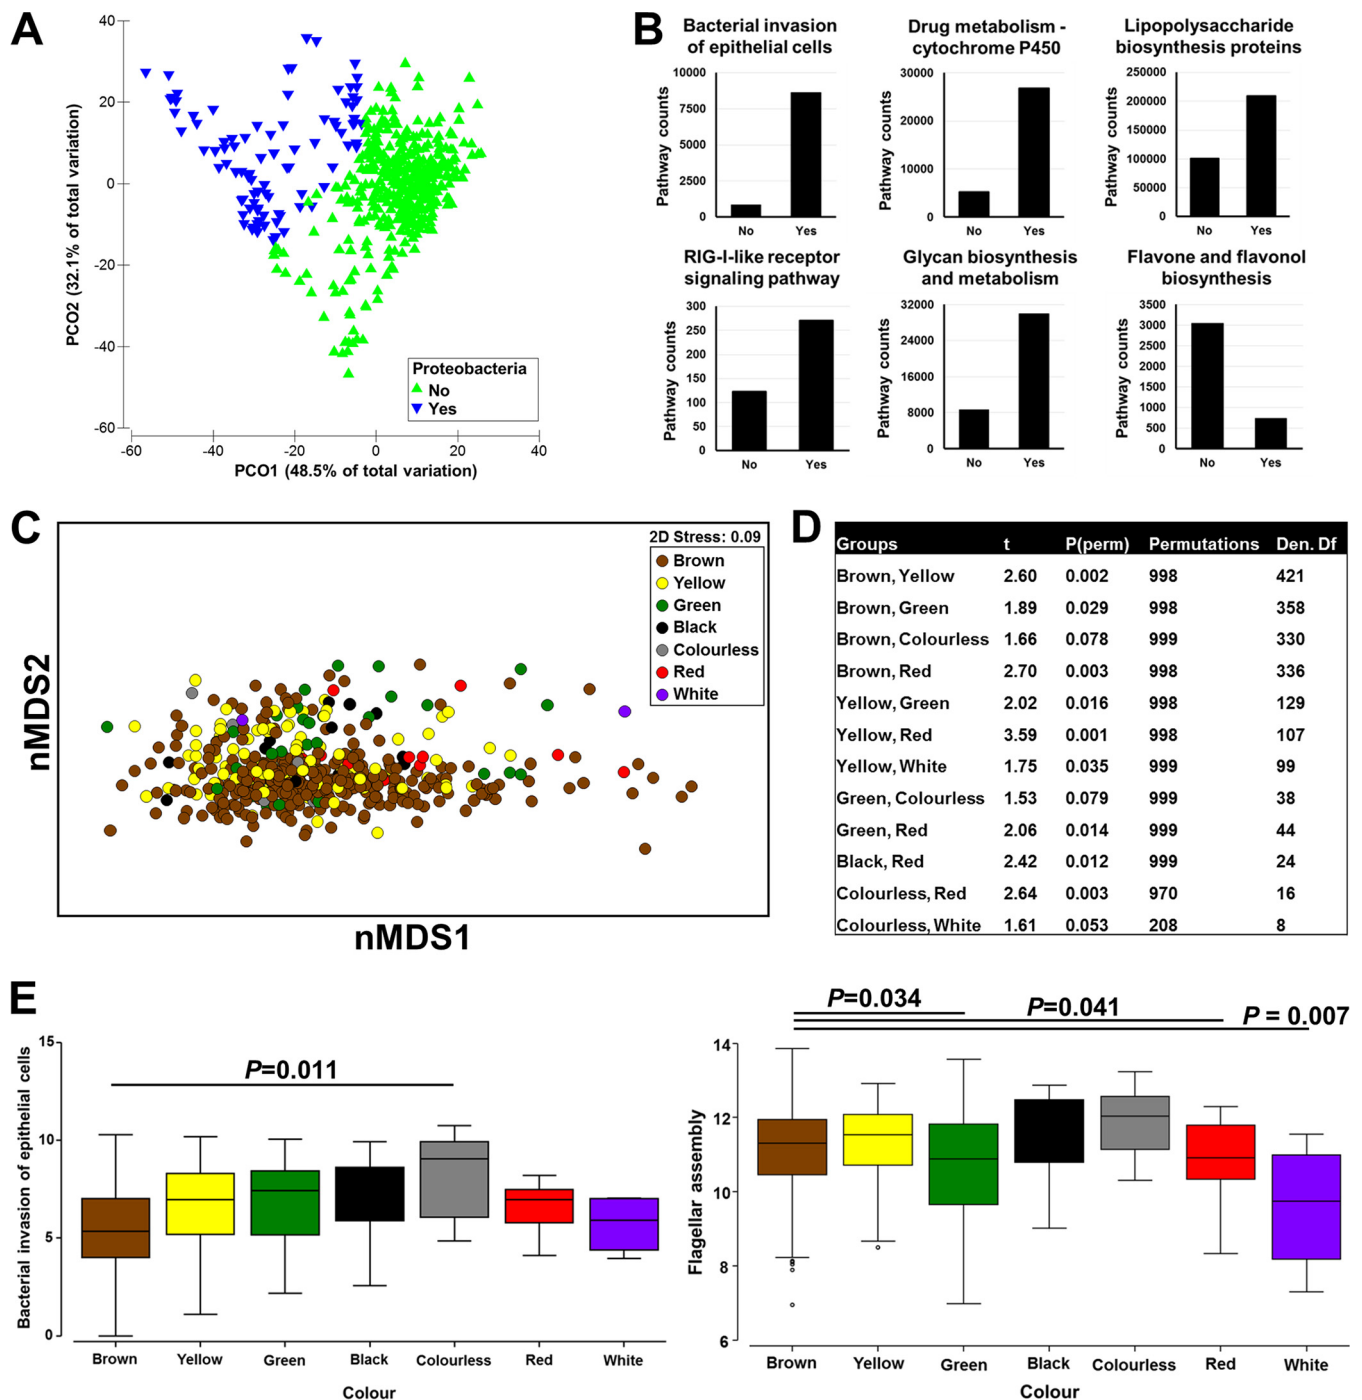 A
40
20
0
-20
-40
-60
-60 -40 -20 0 20 40
PCO2 (32.1% of total variation)
PCO1 (48.5% of total variation)
Proteobacteria
No
Yes
B
Bacterial invasion
of epithelial cells
Pathway counts
10000
7500
5000
2500
0
No Yes
Drug metabolism -
cytochrome P450
Pathway counts
30000
20000
10000
0
No Yes
Lipopolysaccharide
biosynthesis proteins
Pathway counts
250000
200000
150000
100000
50000
0
No Yes
RIG-I-like receptor
signaling pathway
Pathway counts
300
250
200
150
100
50
0
No Yes
Glycan biosynthesis
and metabolism
Pathway counts
32000
24000
16000
8000
0
No Yes
Flavone and flavonol
biosynthesis
Pathway counts
3500
3000
2500
2000
1500
1000
500
0
No Yes
C
2D Stress: 0.09
Brown
Yellow
Green
Black
Colourless
Red
White
nMDS2
nMDS1
D
Groups t P(perm) Permutations Den. Df
Brown, Yellow 2.60 0.002 998 421
Brown, Green 1.89 0.029 998 358
Brown, Colourless 1.66 0.078 999 330
Brown, Red 2.70 0.003 998 336
Yellow, Green 2.02 0.016 998 129
Yellow, Red 3.59 0.001 998 107
Yellow, White 1.75 0.035 999 99
Green, Colourless 1.53 0.079 999 38
Green, Red 2.06 0.014 999 44
Black, Red 2.42 0.012 999 24
Colourless, Red 2.64 0.003 970 16
Colourless, White 1.61 0.053 208 8
E
Bacterial invasion of epithelial cells
15
10
5
0
P=0.011
Brown Yellow Green Black Colourless Red White
Colour
Flagellar assembly
14
12
10
8
6
P=0.034
P=0.041
P = 0.007
Brown Yellow Green Black Colourless Red White
Colour